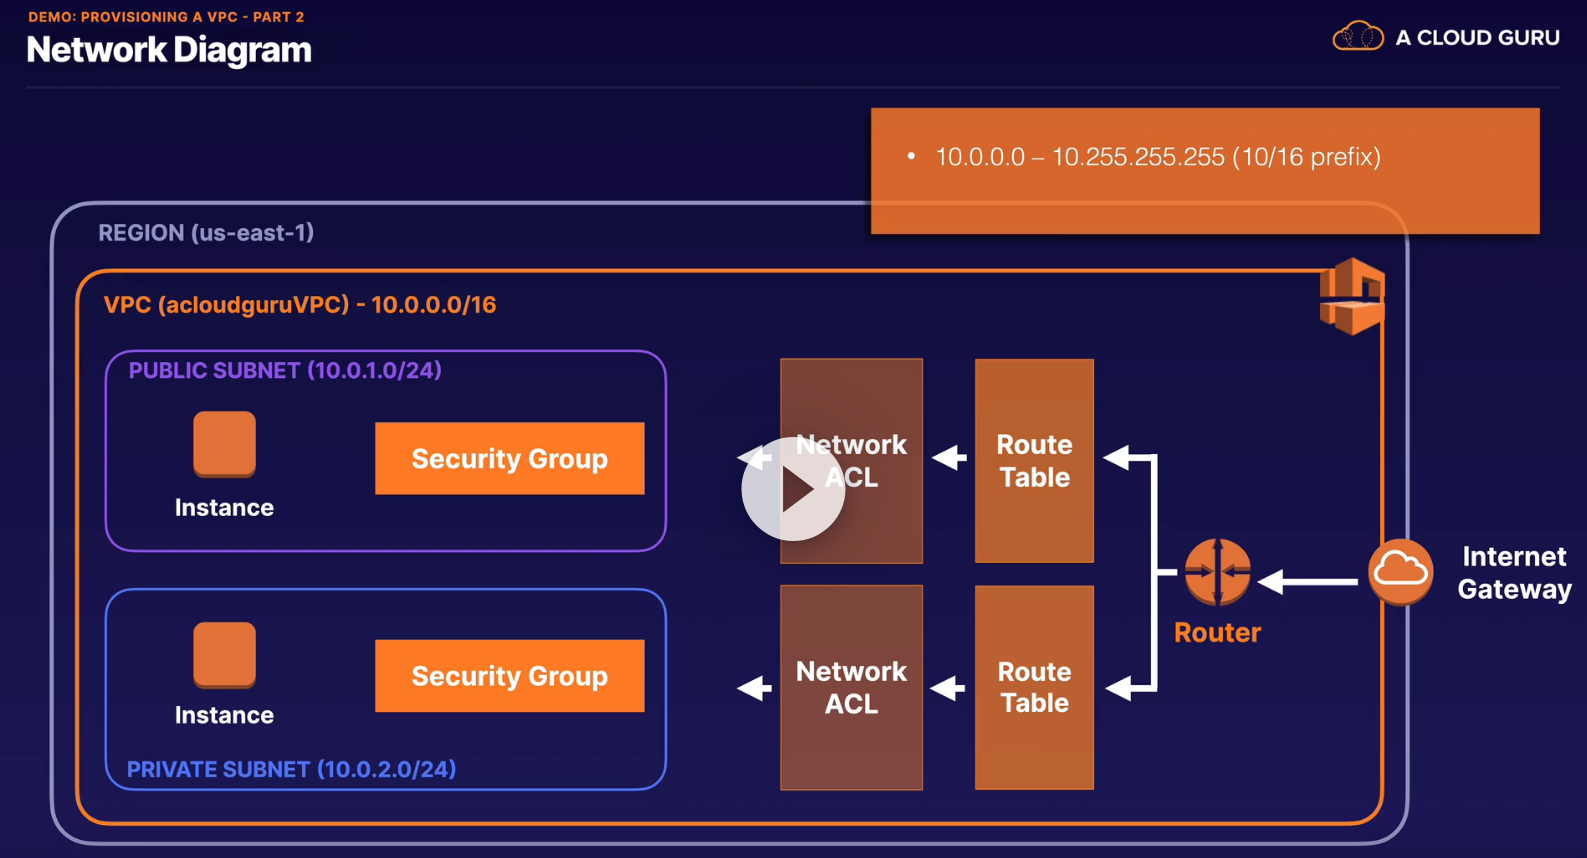 DEMO: PROVISIONING A VPC - PART 2
Network Diagram
A CLOUD GURU
• 10.0.0.0 – 10.255.255.255 (10/16 prefix)
REGION (us-east-1)
VPC (acloudguruVPC) - 10.0.0.0/16
PUBLIC SUBNET (10.0.1.0/24)
Instance
Security Group
Network
ACL
Route
Table
Instance
Security Group
PRIVATE SUBNET (10.0.2.0/24)
Network
ACL
Route
Table
Router
Internet
Gateway